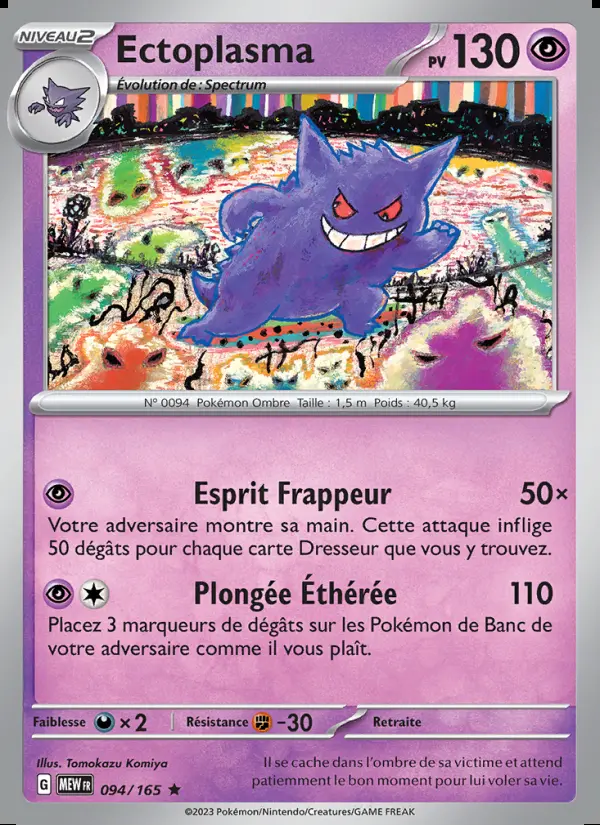 NIVEAU2
Ectoplasma
PV 130
Évolution de : Spectrum
N° 0094 Pokémon Ombre Taille : 1,5 m Poids : 40,5 kg
Esprit Frappeur 50×
Votre adversaire montre sa main. Cette attaque inflige
50 dégâts pour chaque carte Dresseur que vous y trouvez.
Plongée Éthérée 110
Placez 3 marqueurs de dégâts sur les Pokémon de Banc de
votre adversaire comme il vous plaît.
Faiblesse ×2 Résistance -30 Retraite
Illus. Tomokazu Komiya
Il se cache dans l'ombre de sa victime et attend
patiemment le bon moment pour lui voler sa vie.
G MEW FR 094/165
©2023 Pokémon/Nintendo/Creatures/GAME FREAK